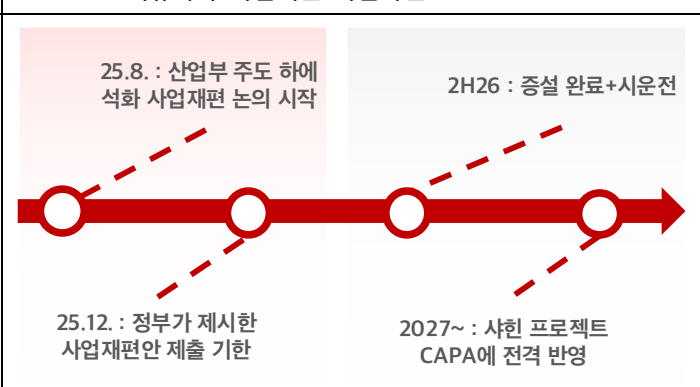 25.8. : 산업부 주도 하에
석화 사업재편 논의 시작
2H26 : 증설 완료+시운전
25.12. : 정부가 제시한
사업재편안 제출 기한
2027~ : 샤힌 프로젝트
CAPA에 전격 반영